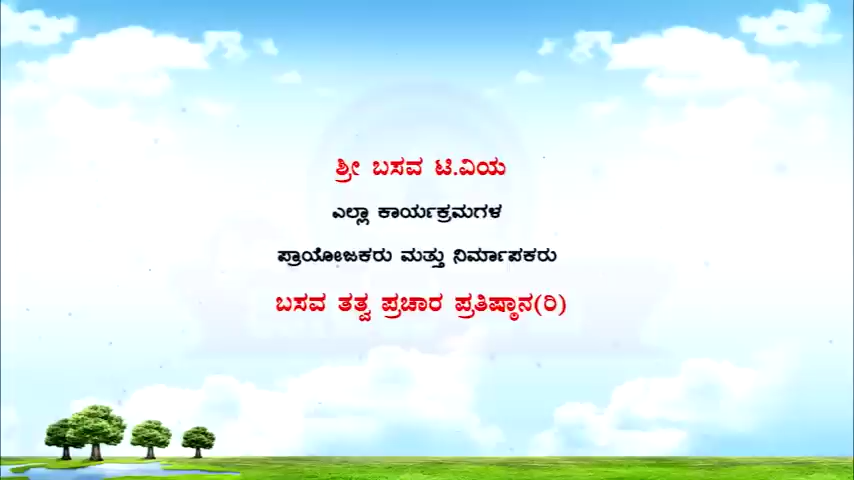 ಶ್ರೀ ಬಸವ ಟಿ.ವಿಯ
ಎಲ್ಲಾ ಕಾರ್ಯಕ್ರಮಗಳ
ಪ್ರಾಯೋಜಕರು ಮತ್ತು ನಿರ್ಮಾಪಕರು
ಬಸವ ತತ್ವ ಪ್ರಚಾರ ಪ್ರತಿಷ್ಠಾನ(ರಿ)